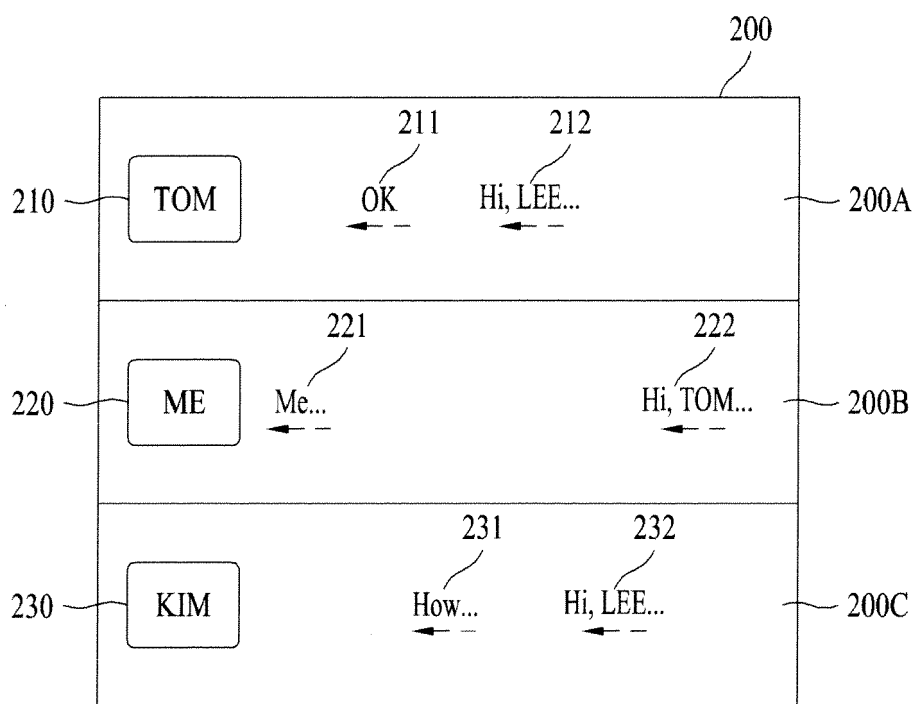 200
211 212
210 TOM OK Hi, LEE... 200A
221 222
220 ME Me... Hi, TOM... 200B
231 232
230 KIM How... Hi, LEE... 200C